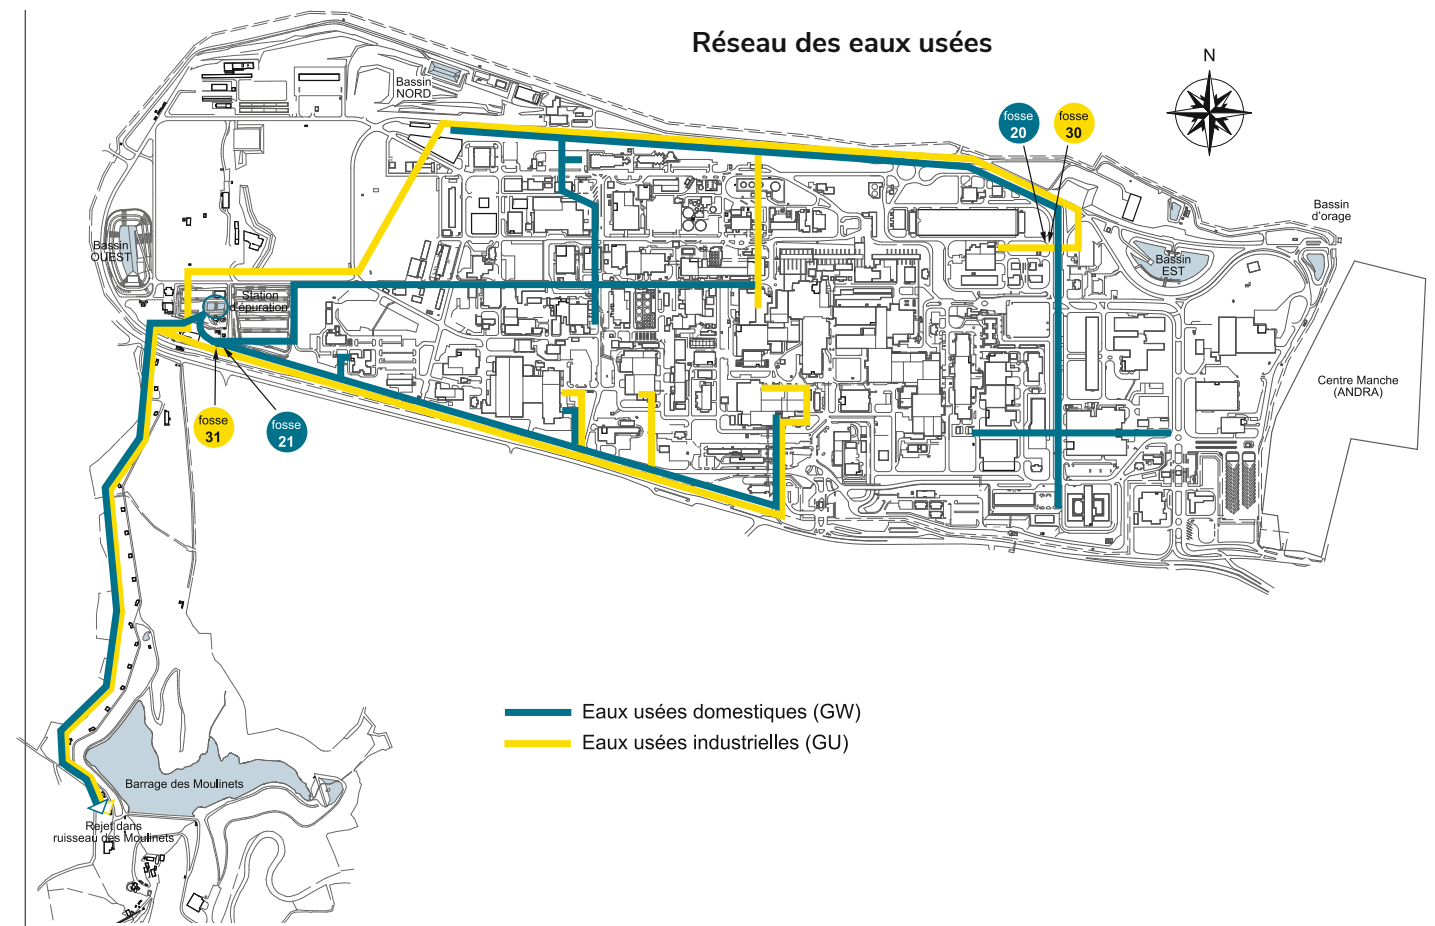 Réseau des eaux usées
N
Bassin
NORD
fosse
20
fosse
30
Bassin
d'orage
Bassin
OUEST
Bassin
EST
Station
d'épuration
Centre Manche
(ANDRA)
fosse
31
fosse
21
Eaux usées domestiques (GW)
Eaux usées industrielles (GU)
Barrage des Moulinets
Rejet dans
ruisseau des Moulinets